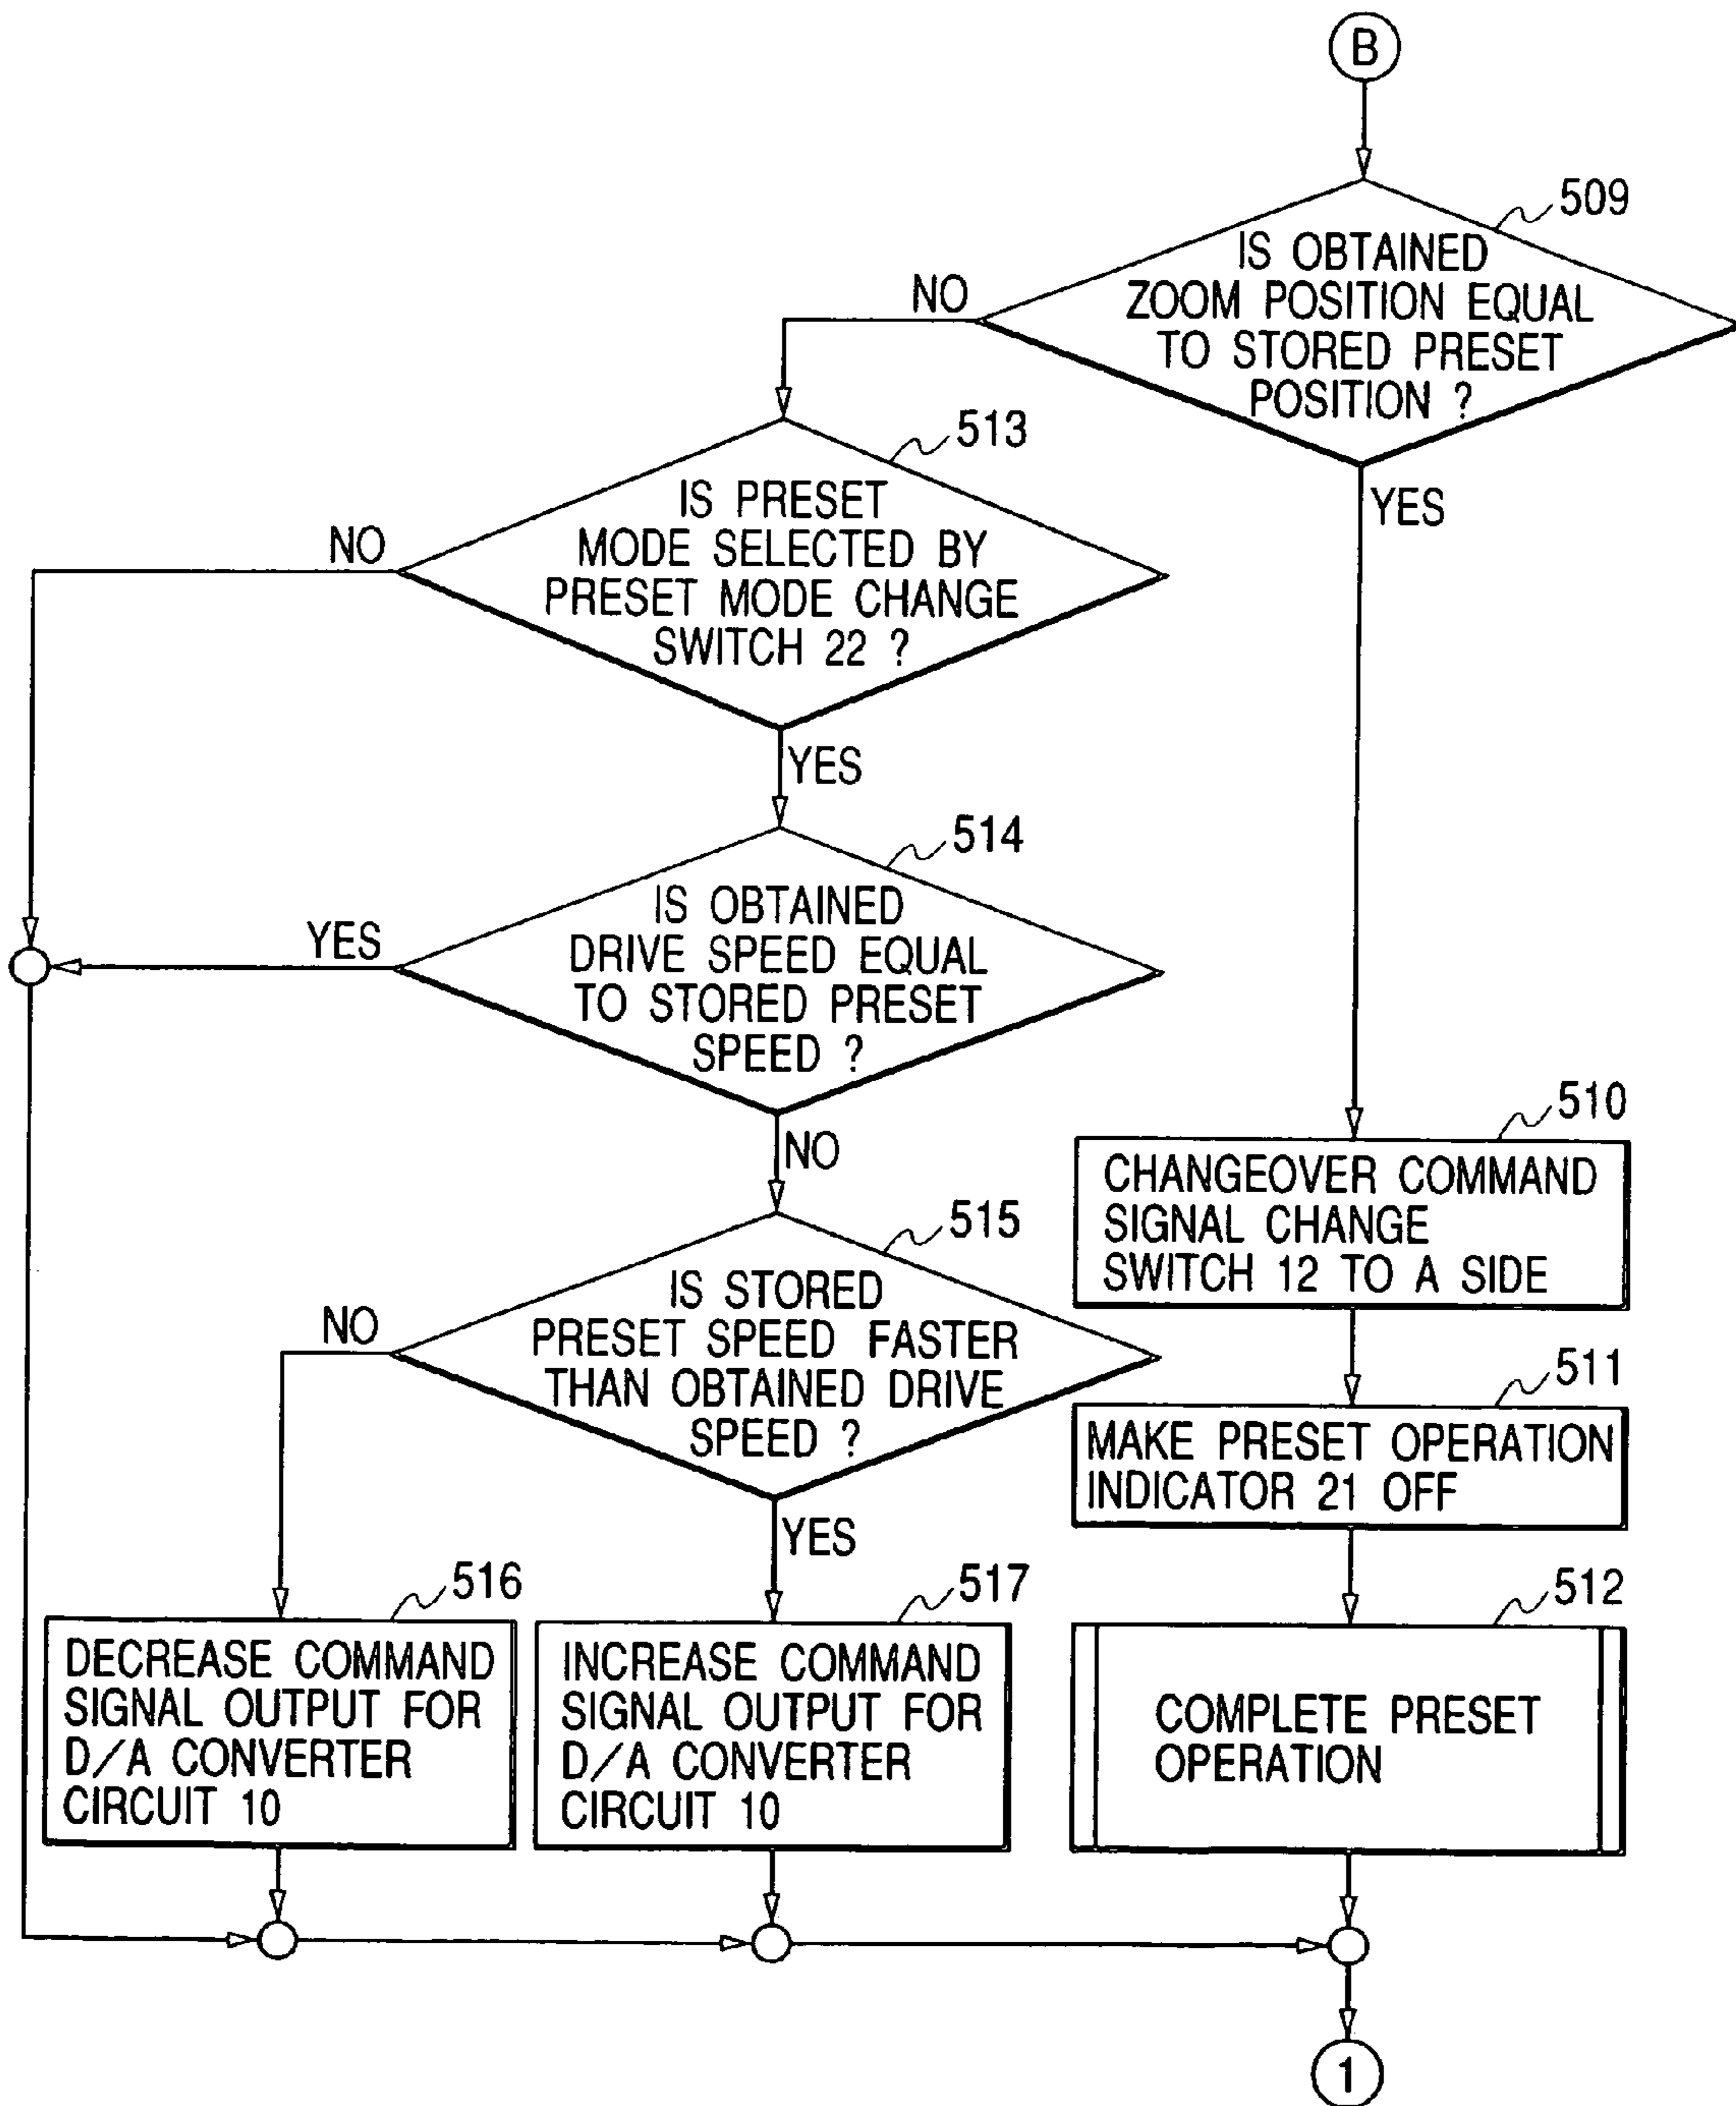 B
509
IS OBTAINED
ZOOM POSITION EQUAL
TO STORED PRESET
POSITION ?
NO
YES
513
IS PRESET
MODE SELECTED BY
PRESET MODE CHANGE
SWITCH 22 ?
NO
YES
514
IS OBTAINED
DRIVE SPEED EQUAL
TO STORED PRESET
SPEED ?
YES
NO
515
IS STORED
PRESET SPEED FASTER
THAN OBTAINED DRIVE
SPEED ?
NO
YES
510
CHANGEOVER COMMAND
SIGNAL CHANGE
SWITCH 12 TO A SIDE
511
MAKE PRESET OPERATION
INDICATOR 21 OFF
516
DECREASE COMMAND
SIGNAL OUTPUT FOR
D/A CONVERTER
CIRCUIT 10
517
INCREASE COMMAND
SIGNAL OUTPUT FOR
D/A CONVERTER
CIRCUIT 10
512
COMPLETE PRESET
OPERATION
1